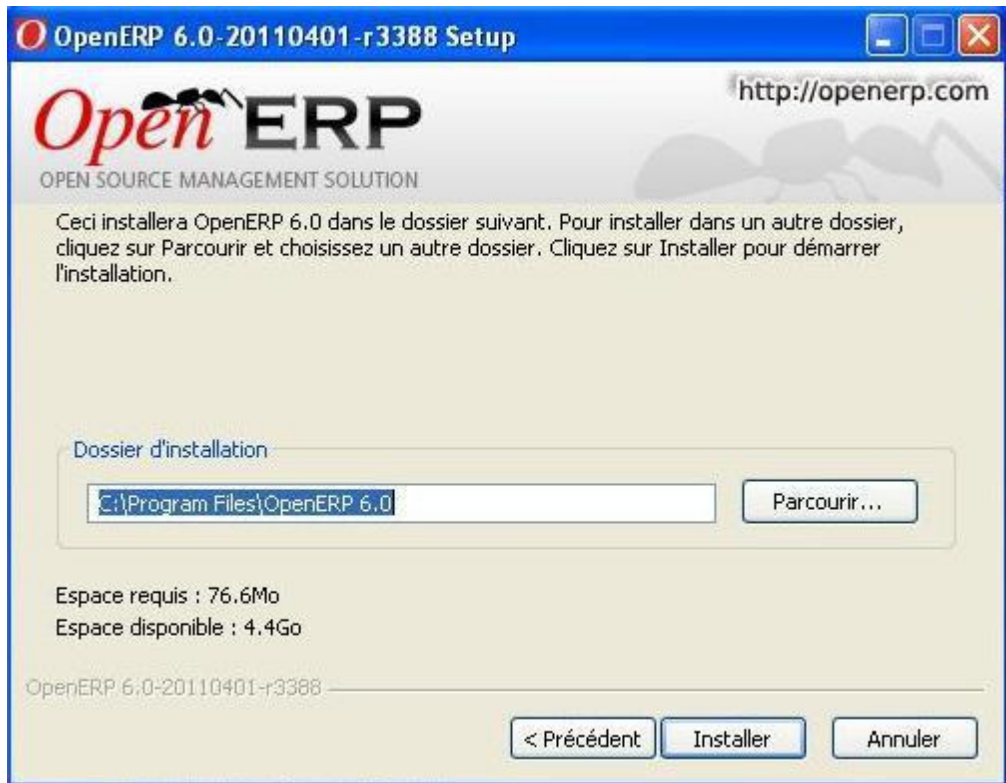 OpenERP 6.0-20110401-r3388 Setup
http://openerp.com
Open ERP
OPEN SOURCE MANAGEMENT SOLUTION
Ceci installera OpenERP 6.0 dans le dossier suivant. Pour installer dans un autre dossier,
cliquez sur Parcourir et choisissez un autre dossier. Cliquez sur Installer pour démarrer
l'installation.
Dossier d'installation
C:\Program Files\OpenERP 6.0
Parcourir...
Espace requis : 76.6Mo
Espace disponible : 4.4Go
OpenERP 6.0-20110401-r3388
< Précédent
Installer
Annuler